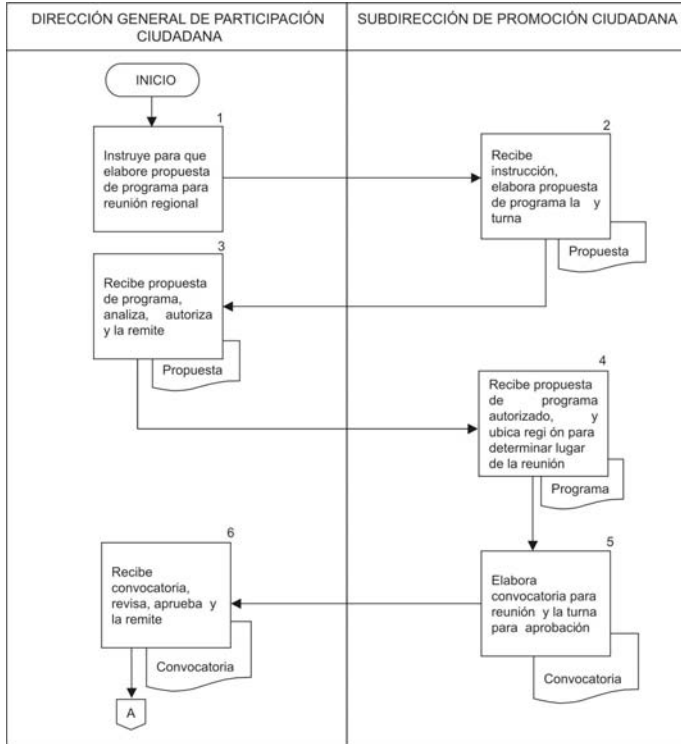 DIRECCIÓN GENERAL DE PARTICIPACIÓN
CIUDADANA
SUBDIRECCIÓN DE PROMOCIÓN CIUDADANA
INICIO
1
Instruye para que
elabore propuesta
de programa para
reunión regional
2
Recibe
instrucción,
elabora propuesta
de programa la y
turna
Propuesta
3
Recibe propuesta
de programa,
analiza, autoriza
y la remite
Propuesta
4
Recibe propuesta
de programa
autorizado, y
ubica regi ón para
determinar lugar
de la reunión
Programa
5
Elabora
convocatoria para
reunión y la turna
para aprobación
Convocatoria
6
Recibe
convocatoria,
revisa, aprueba y
la remite
Convocatoria
A